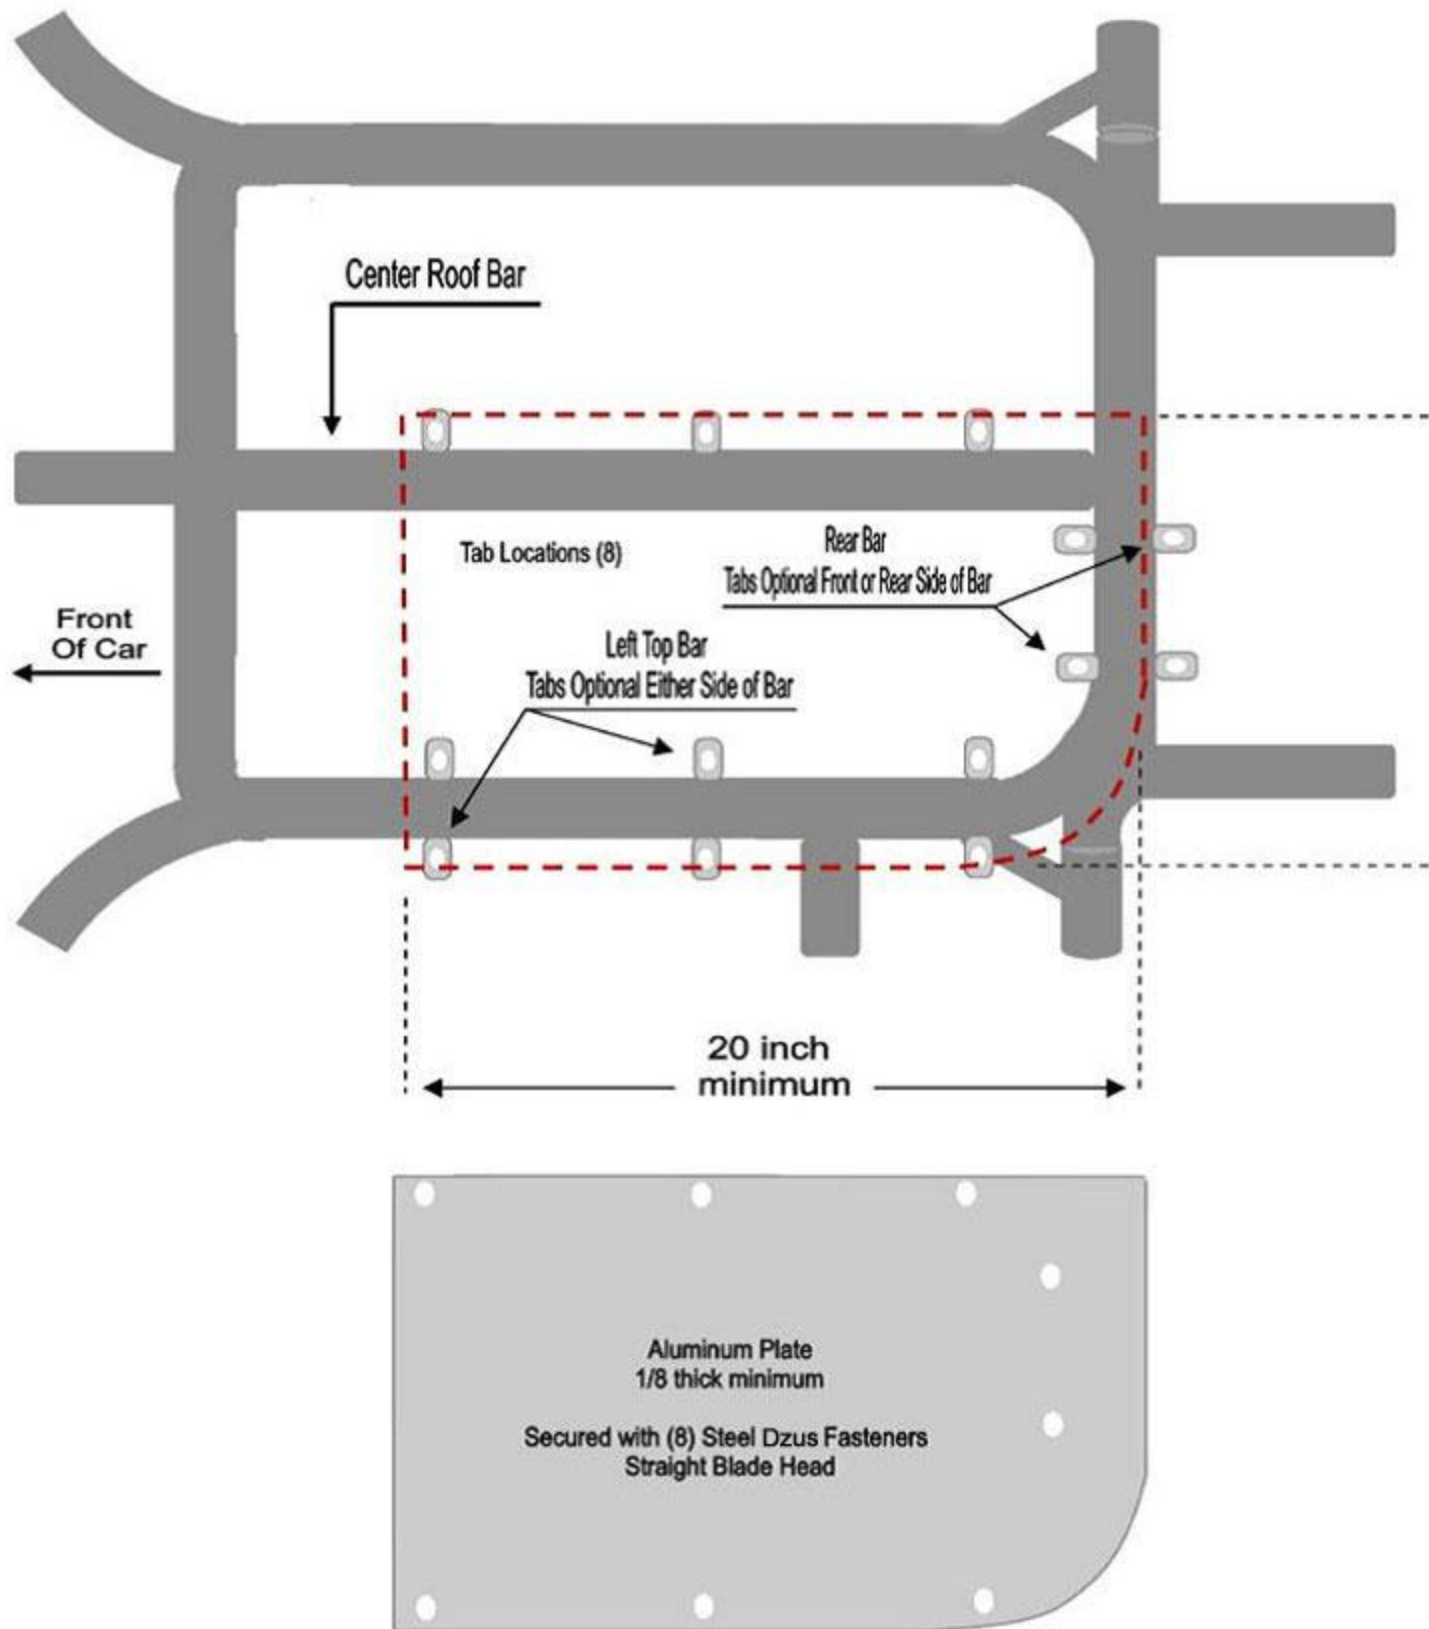 Center Roof Bar
Tab Locations (8)
Rear Bar
Tabs Optional Front or Rear Side of Bar
Front
Of Car
Left Top Bar
Tabs Optional Either Side of Bar
20 inch
minimum
Aluminum Plate
1/8 thick minimum
Secured with (8) Steel Dzus Fasteners
Straight Blade Head